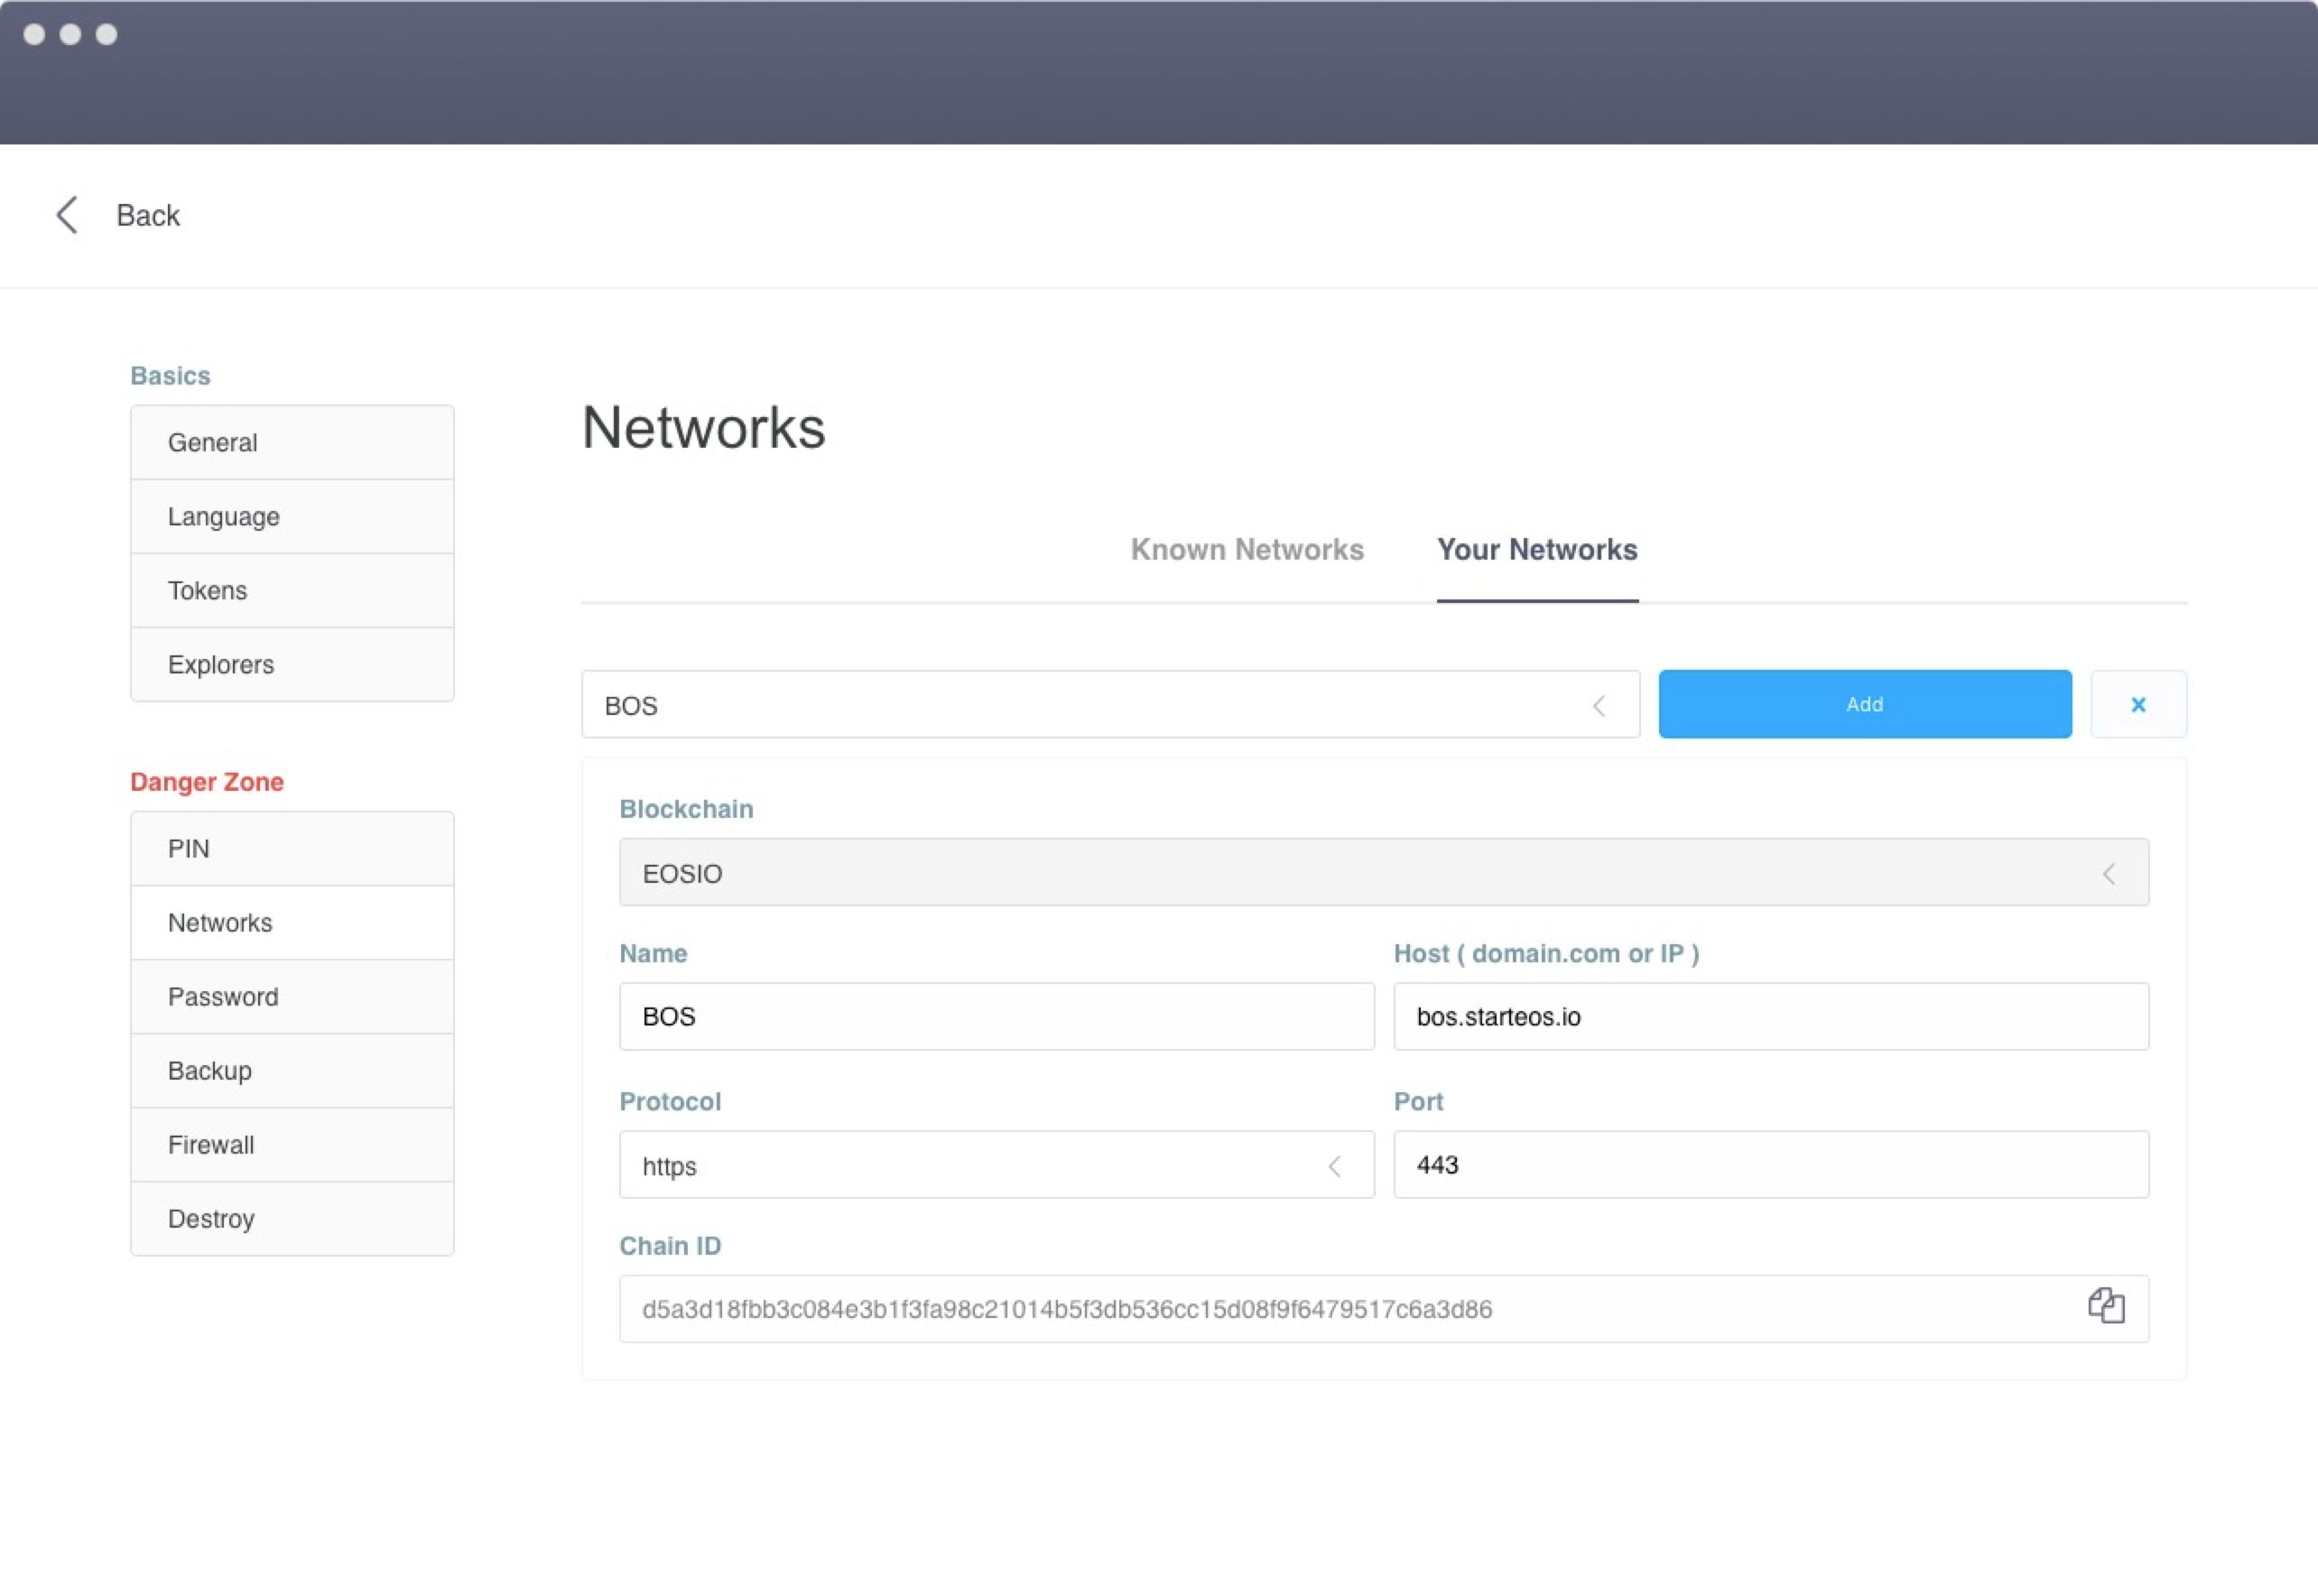 Back
Basics
General
Language
Tokens
Explorers
Danger Zone
PIN
Networks
Password
Backup
Firewall
Destroy
Networks
Known Networks
Your Networks
BOS
Add
Blockchain
EOSIO
Name
Host ( domain.com or IP )
BOS
bos.starteos.io
Protocol
Port
https
443
Chain ID
d5a3d18fbb3c084e3b1f3fa98c21014b5f3db536cc15d08f9f6479517c6a3d86